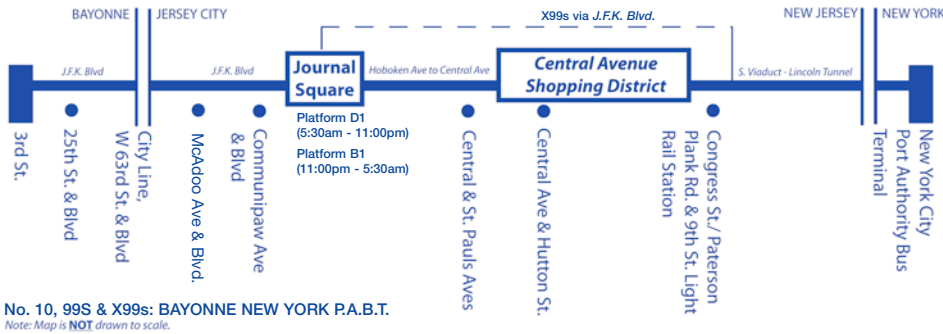 BAYONNE
JERSEY CITY
X99s via J.F.K. Blvd.
NEW JERSEY
NEW YORK
J.F.K. Blvd
J.F.K. Blvd
Journal
Square
Hoboken Ave to Central Ave
Central Avenue
Shopping District
S. Viaduct - Lincoln Tunnel
Platform D1
(5:30am - 11:00pm)
Platform B1
(11:00pm - 5:30am)
3rd St.
25th St. & Blvd
City Line,
W 63rd St. & Blvd
McAdoo Ave & Blvd.
Communipaw Ave
& Blvd
Central & St. Pauls Aves
Central Ave & Hutton St.
Congress St./ Paterson
Plank Rd. & 9th St. Light
Rail Station
New York City
Port Authority Bus
Terminal
No. 10, 99S & X99s: BAYONNE NEW YORK P.A.B.T.
Note: Map is NOT drawn to scale.